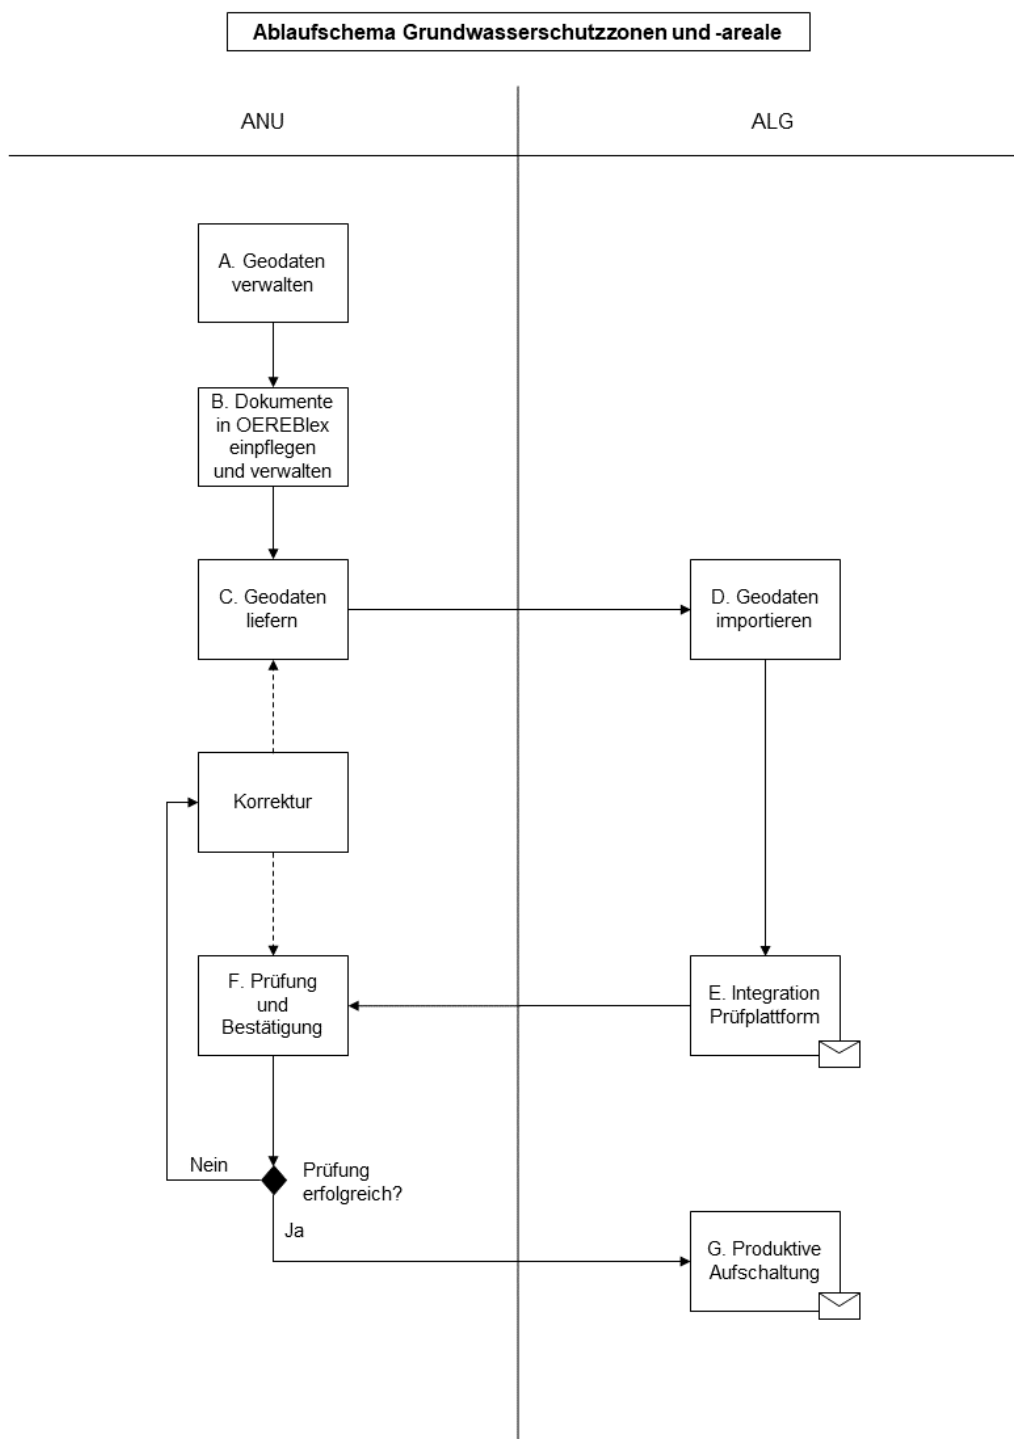 Ablaufschema Grundwasserschutzzonen und -areale
ANU
ALG
A. Geodaten
verwalten
B. Dokumente
in OEREBlex
einpflegen
und verwalten
C. Geodaten
liefern
D. Geodaten
importieren
Korrektur
F. Prüfung
und
Bestätigung
E. Integration
Prüfplattform
Nein
Prüfung
erfolgreich?
Ja
G. Produktive
Aufschaltung